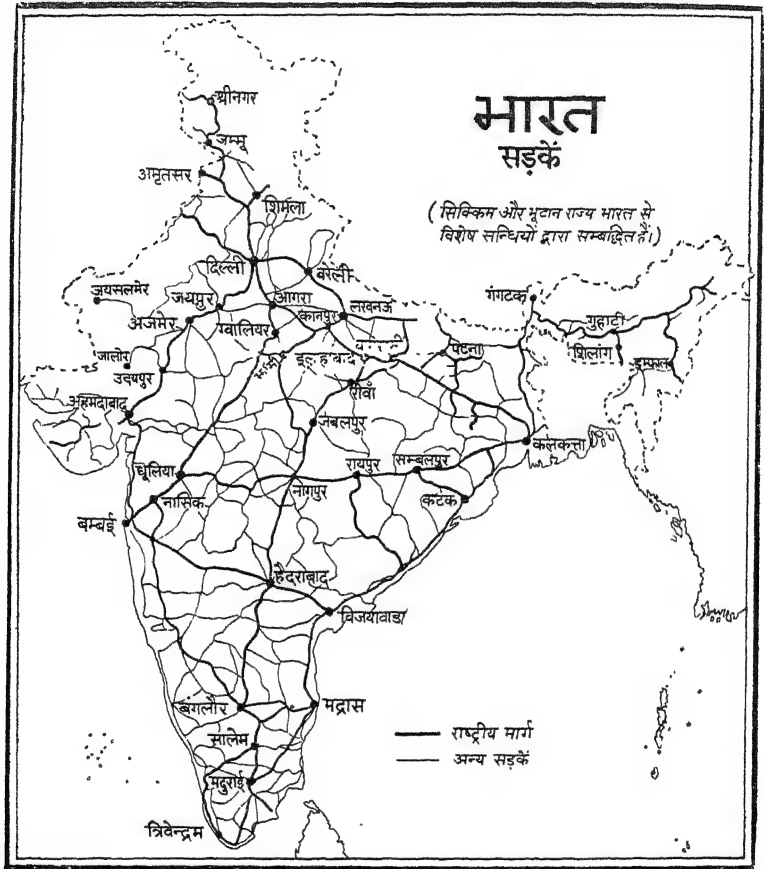 भारत
सड़कें
( सिक्किम और भूटान राज्य भारत से
विशेष सन्धियों द्वारा सम्बद्धित हैं।)
श्रीनगर
जम्मू
अमृतसर
शिमला
दिल्ली
बरेली
जयसलमेर
जयपुर
आगरा
लखनऊ
गंगटक
अजमेर
ग्वालियर
कानपुर
गुहाटी
शिलांग
जालोर
पटना
इम्फाल
उदयपुर
रीवाँ
अहमदाबाद
जबलपुर
कलकत्ता
धूलिया
रायपुर
सम्बलपुर
नागपुर
नासिक
कटक
बम्बई
हैदराबाद
विजयावाडा
बंगलौर
मद्रास
सालेम
राष्ट्रीय मार्ग
अन्य सड़कें
मदुराई
त्रिवेन्द्रम